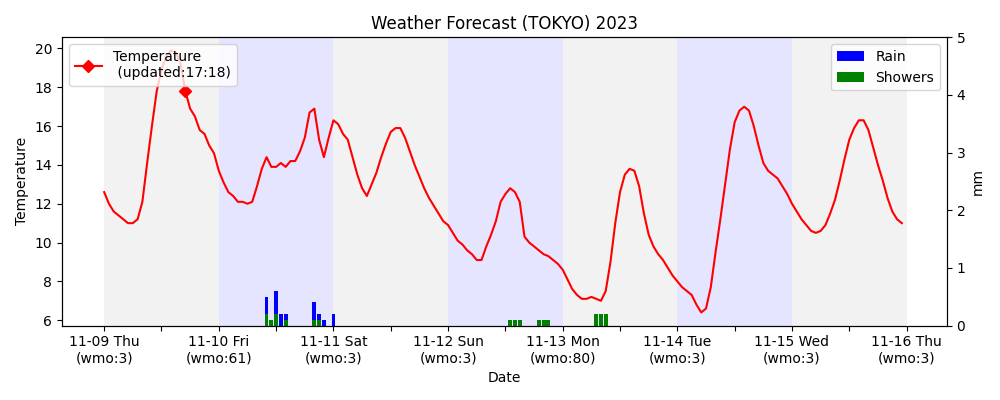 Weather Forecast (TOKYO) 2023
Temperature
(updated:17:18)
Rain
Showers
20
18
16
14
12
10
8
6
Temperature
5
4
3
2
1
0
mm
11-09 Thu
(wmo:3)
11-10 Fri
(wmo:61)
11-11 Sat
(wmo:3)
11-12 Sun
(wmo:3)
11-13 Mon
(wmo:80)
11-14 Tue
(wmo:3)
11-15 Wed
(wmo:3)
11-16 Thu
(wmo:3)
Date